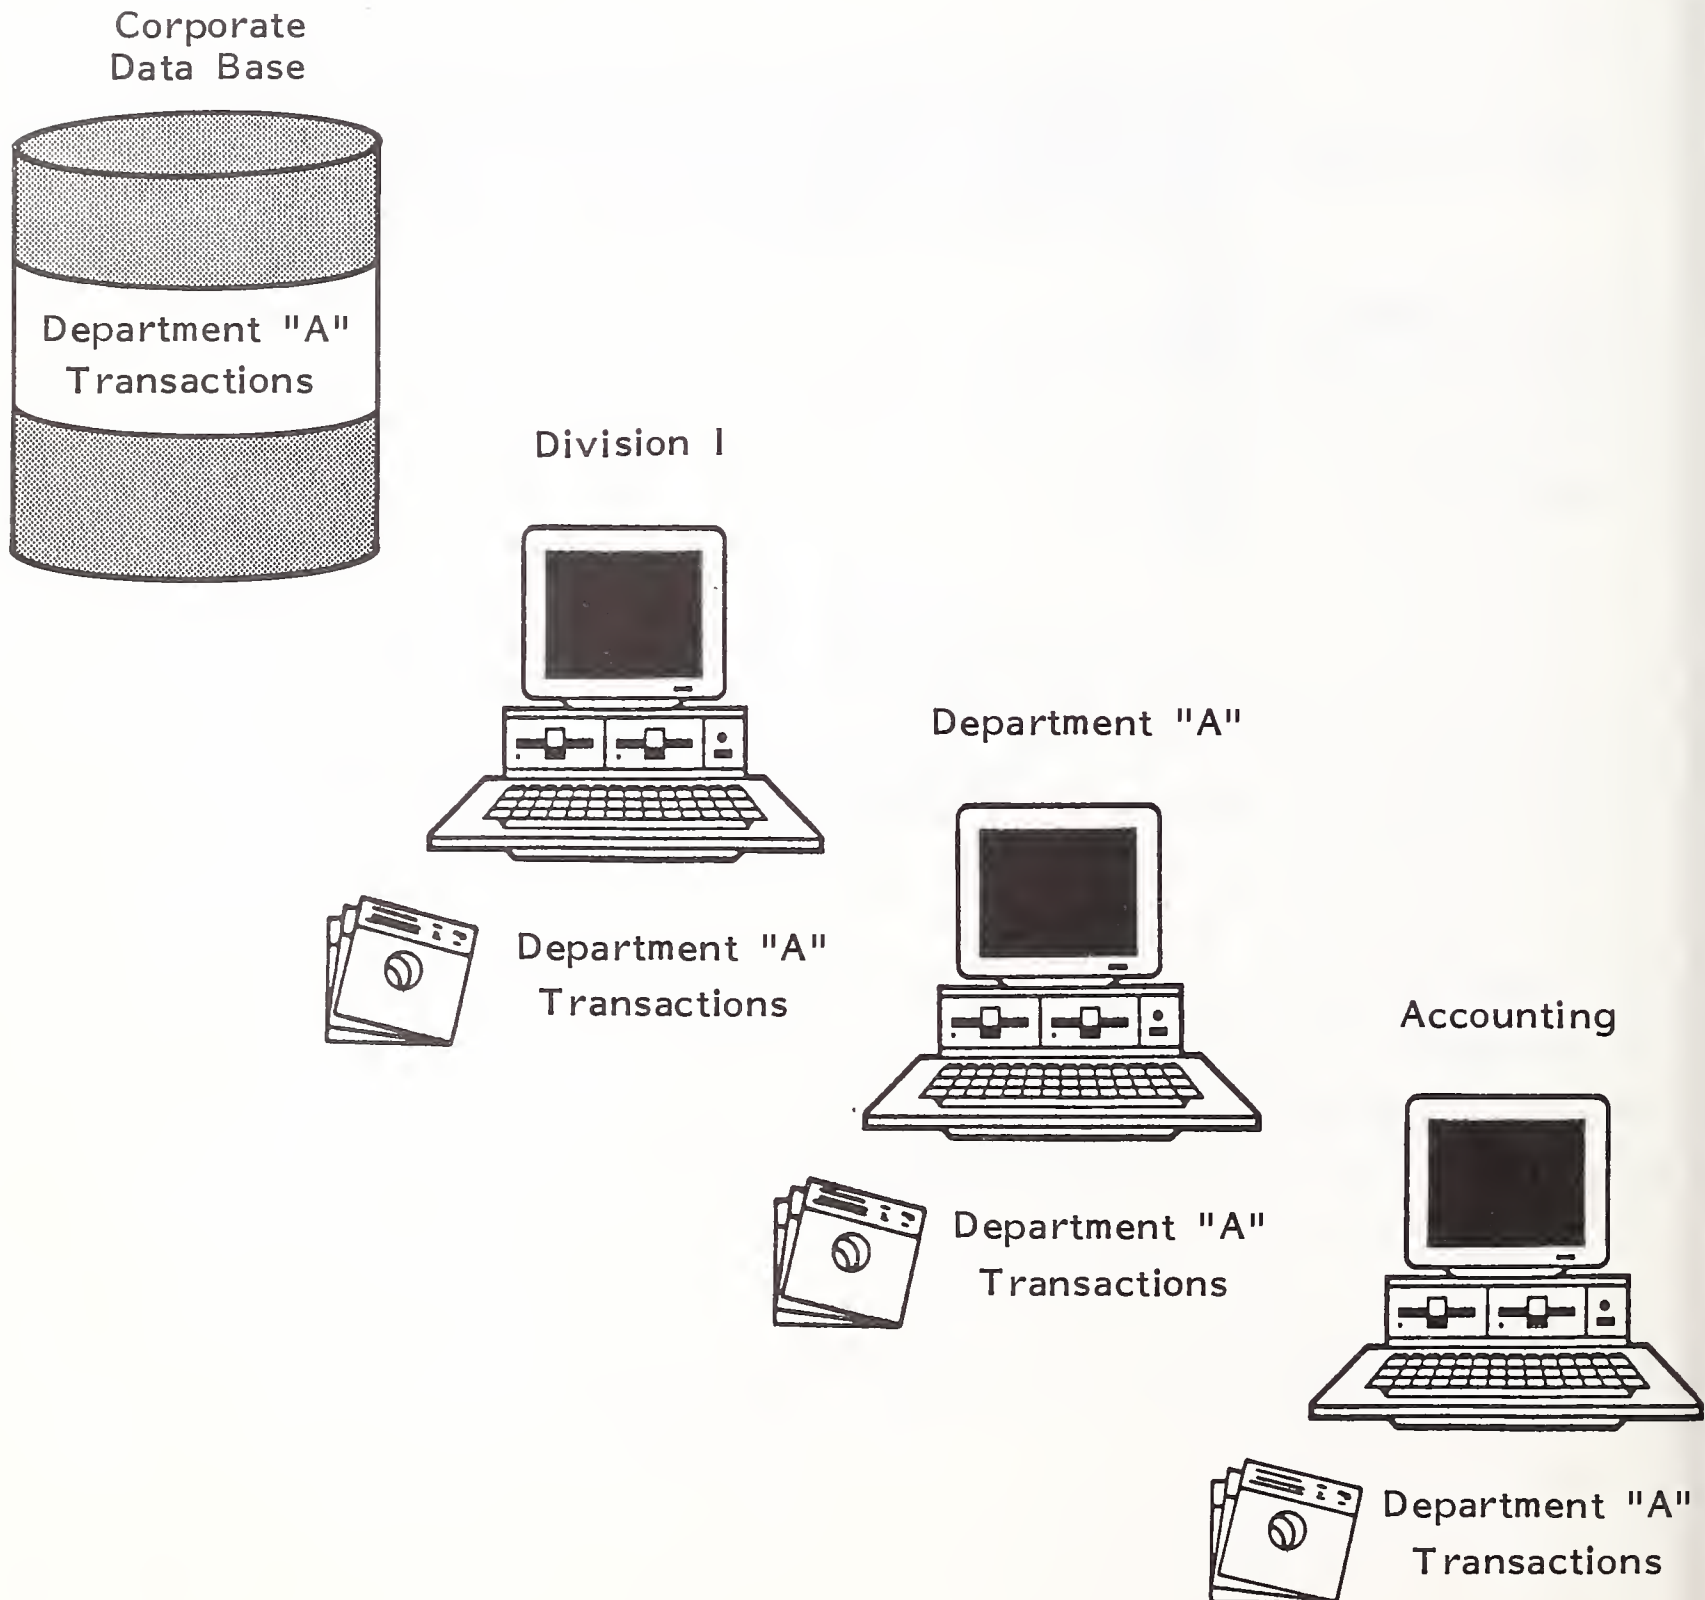 Corporate
Data Base
Department "A"
Transactions
Division I
Department "A"
Department "A"
Transactions
Accounting
Department "A"
Transactions
Department "A"
Transactions